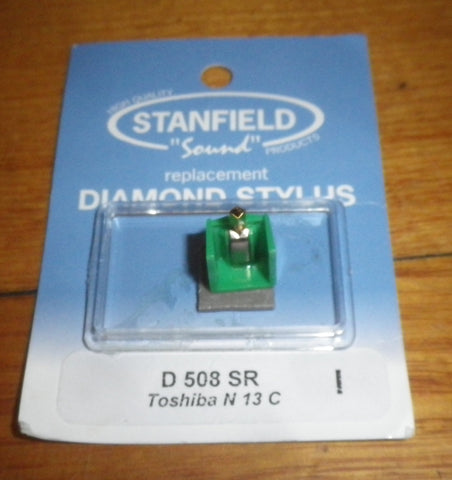 HIGH QUALITY
STANFIELD
"Sound"
PRODUCTS
replacement
DIAMOND STYLUS
D 508 SR
Toshiba N 13 C